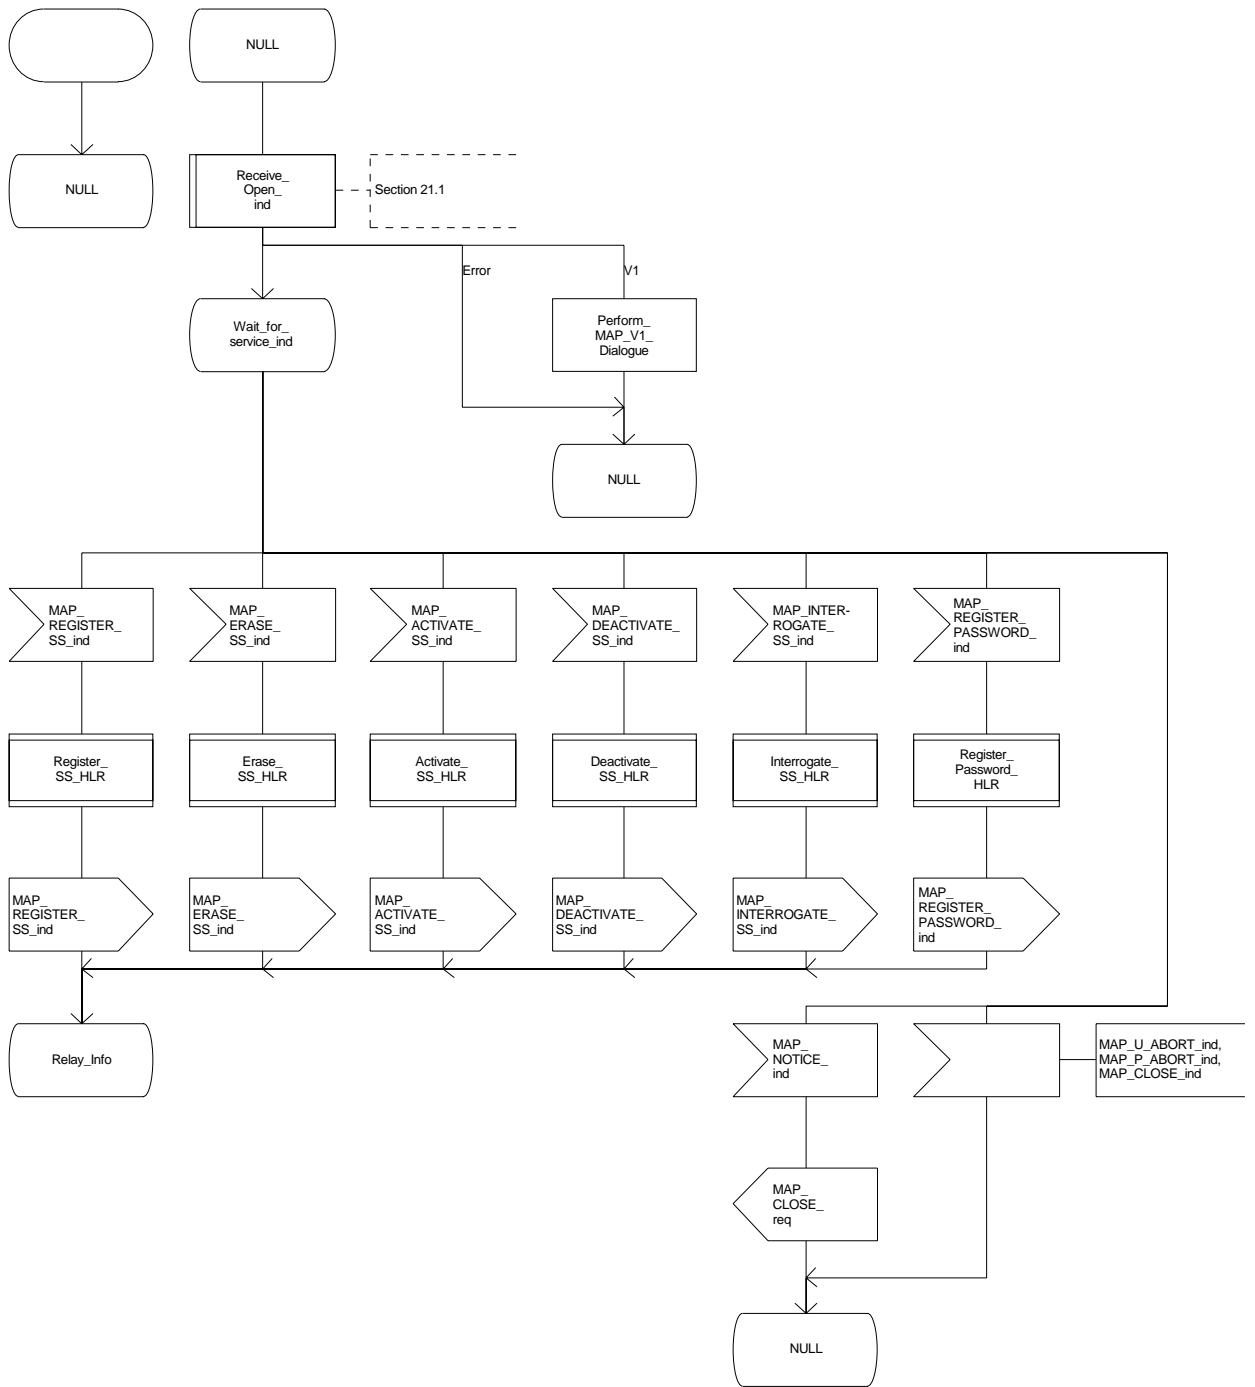 NULL
NULL
Receive_
Open_
ind
Section 21.1
Error
V1
Wait_for_
service_ind
Perform_
MAP_V1_
Dialogue
NULL
MAP_
REGISTER_
SS_ind
MAP_
ERASE_
SS_ind
MAP_
ACTIVATE_
SS_ind
MAP_
DEACTIVATE_
SS_ind
MAP_INTER-
ROGATE_
SS_ind
MAP_
REGISTER_
PASSWORD_
ind
Register_
SS_HLR
Erase_
SS_HLR
Activate_
SS_HLR
Deactivate_
SS_HLR
Interrogate_
SS_HLR
Register_
Password_
HLR
MAP_
REGISTER_
SS_ind
MAP_
ERASE_
SS_ind
MAP_
ACTIVATE_
SS_ind
MAP_
DEACTIVATE_
SS_ind
MAP_
INTERROGATE_
SS_ind
MAP_
REGISTER_
PASSWORD_
ind
Relay_Info
MAP_
NOTICE_
ind
MAP_U_ABORT_ind,
MAP_P_ABORT_ind,
MAP_CLOSE_ind
MAP_
CLOSE_
req
NULL